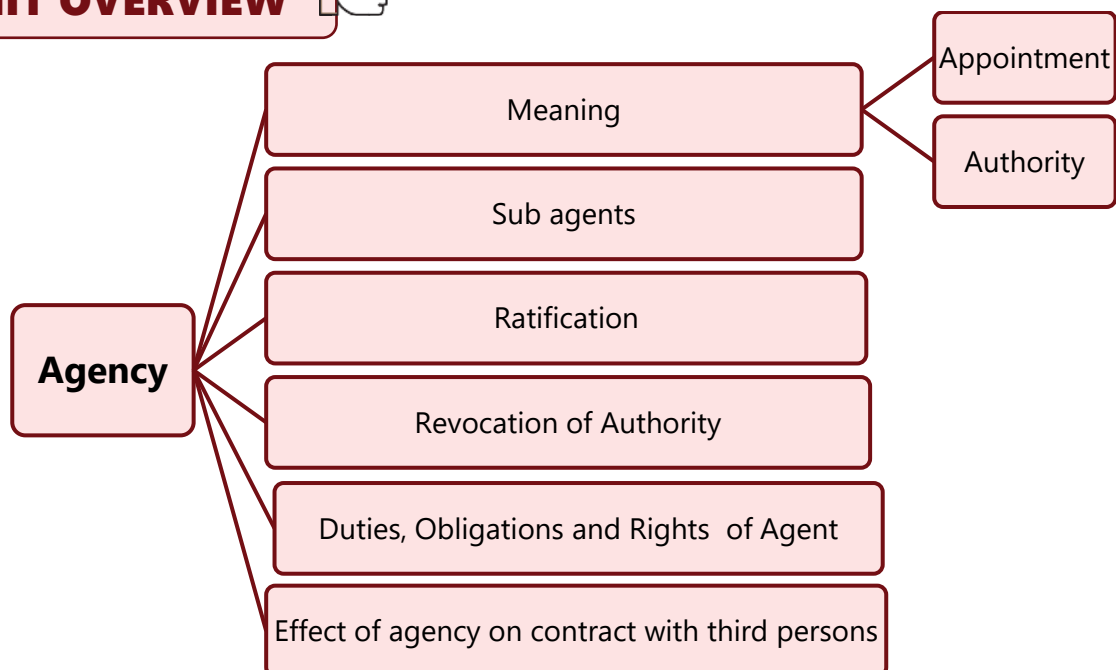 OVERVIEW
Meaning
Appointment
Authority
Sub agents
Ratification
Agency
Revocation of Authority
Duties, Obligations and Rights of Agent
Effect of agency on contract with third persons